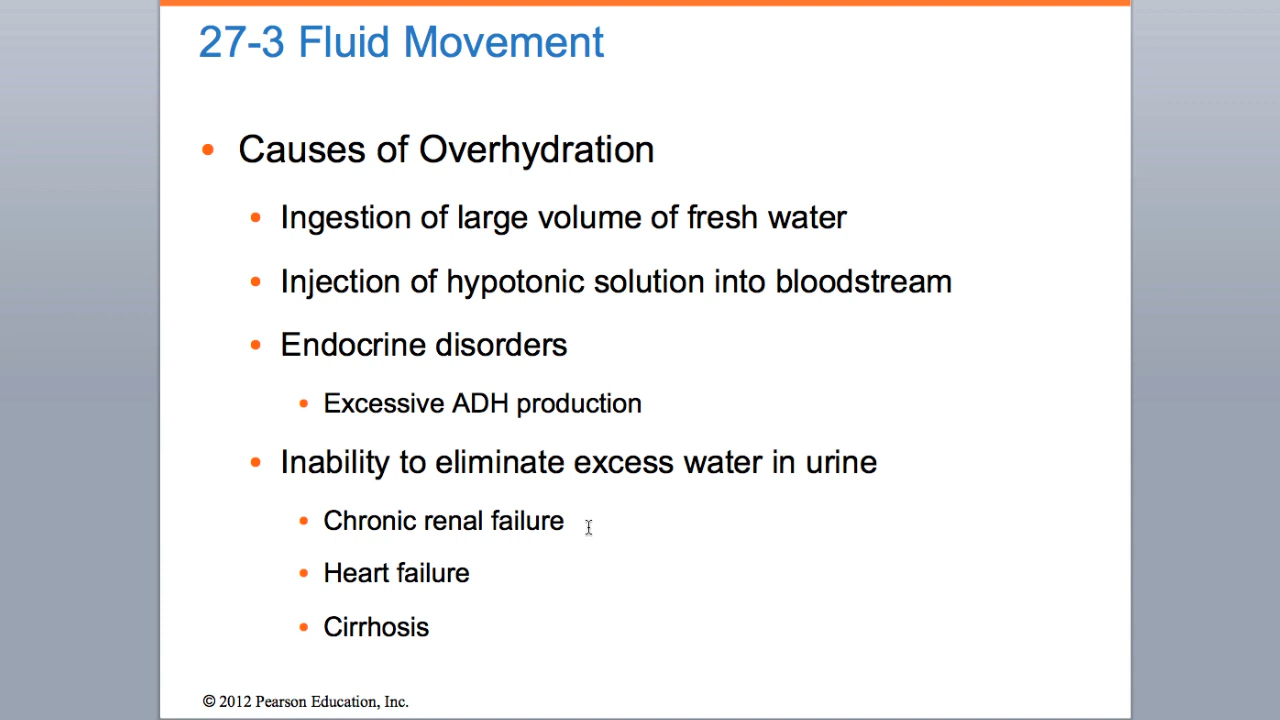 27-3 Fluid Movement
• Causes of Overhydration
• Ingestion of large volume of fresh water
• Injection of hypotonic solution into bloodstream
• Endocrine disorders
• Excessive ADH production
• Inability to eliminate excess water in urine
• Chronic renal failure
• Heart failure
• Cirrhosis
© 2012 Pearson Education, Inc.